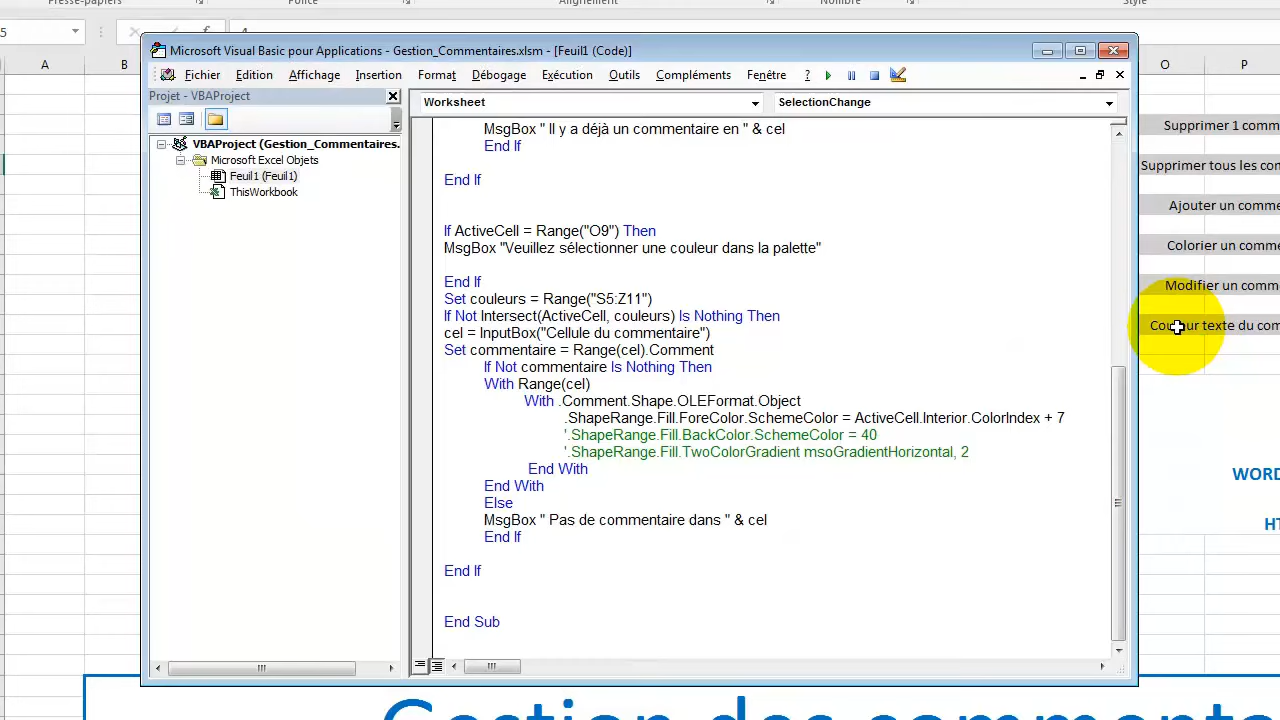 Presse-papiers Police Alignement Nombre Style
5
Microsoft Visual Basic pour Applications - Gestion_Commentaires.xlsm - [Feuil1 (Code)]
A B O P
Fichier Edition Affichage Insertion Format Débogage Exécution Outils Compléments Fenêtre ?
Projet - VBAProject
Worksheet SelectionChange
VBAProject (Gestion_Commentaires.
Microsoft Excel Objets
Feuil1 (Feuil1)
ThisWorkbook
MsgBox " Il y a déjà un commentaire en " & cel
End If
End If
If ActiveCell = Range("O9") Then
MsgBox "Veuillez sélectionner une couleur dans la palette"
End If
Set couleurs = Range("S5:Z11")
If Not Intersect(ActiveCell, couleurs) Is Nothing Then
cel = InputBox("Cellule du commentaire")
Set commentaire = Range(cel).Comment
If Not commentaire Is Nothing Then
With Range(cel)
With .Comment.Shape.OLEFormat.Object
.ShapeRange.Fill.ForeColor.SchemeColor = ActiveCell.Interior.ColorIndex + 7
'.ShapeRange.Fill.BackColor.SchemeColor = 40
'.ShapeRange.Fill.TwoColorGradient msoGradientHorizontal, 2
End With
End With
Else
MsgBox " Pas de commentaire dans " & cel
End If
End If
End Sub
Supprimer 1 comm
Supprimer tous les con
Ajouter un comme
Colorier un comme
Modifier un comm
Couleur texte du com
WORD
HT
Gestion des commenta